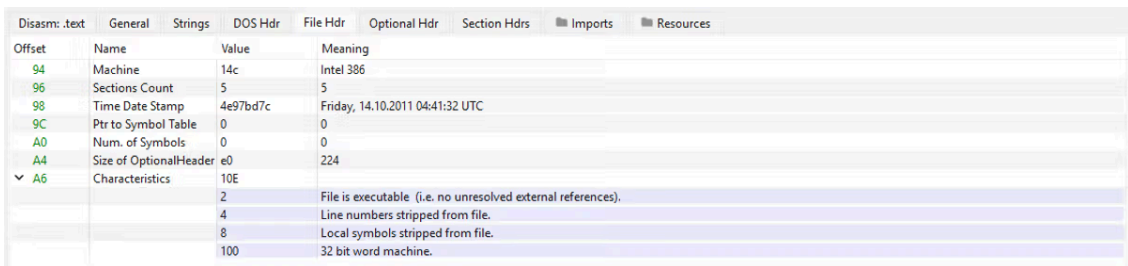 Disasm: .text General Strings DOS Hdr File Hdr Optional Hdr Section Hdrs Imports Resources
Offset Name Value Meaning
94 Machine 14c Intel 386
96 Sections Count 5 5
98 Time Date Stamp 4e97bd7c Friday, 14.10.2011 04:41:32 UTC
9C Ptr to Symbol Table 0 0
A0 Num. of Symbols 0 0
A4 Size of OptionalHeader e0 224
A6 Characteristics 10E
2 File is executable (i.e. no unresolved external references).
4 Line numbers stripped from file.
8 Local symbols stripped from file.
100 32 bit word machine.